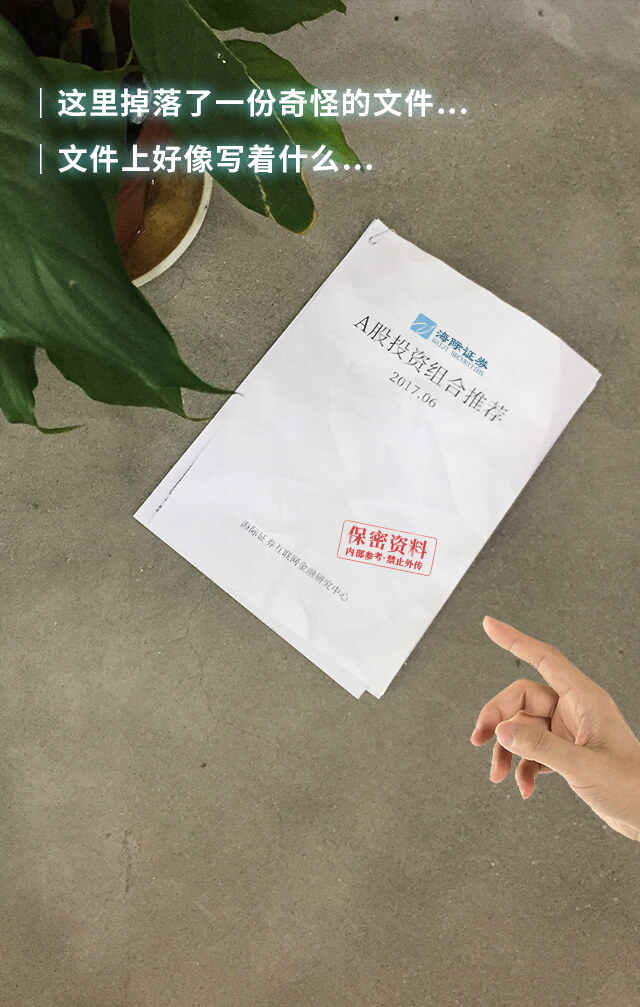 这里掉落了一份奇怪的文件...
文件上好像写着什么...
海际证券
HAIJI SECURITIES
A股投资组合推荐
2017.06
保密资料
内部参考·禁止外传
海际证券互联网金融研究中心